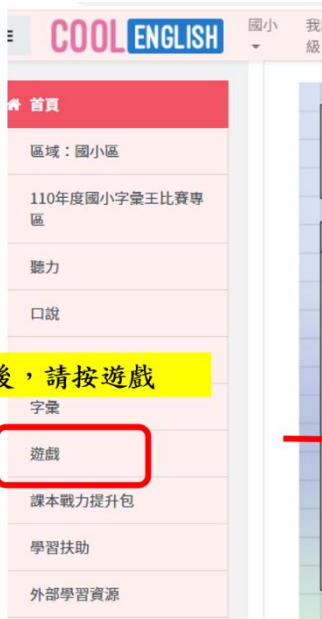 COOL ENGLISH
國小
首頁
區域：國小區
110年度國小字彙王比賽專
區
聽力
口說
後，請按遊戲
字彙
遊戲
課本戰力提升包
學習扶助
外部學習資源